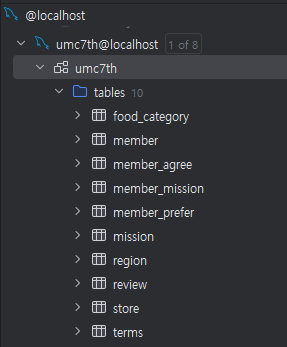 @localhost
umc7th@localhost 1 of 8
umc7th
tables 10
food_category
member
member_agree
member_mission
member_prefer
mission
region
review
store
terms